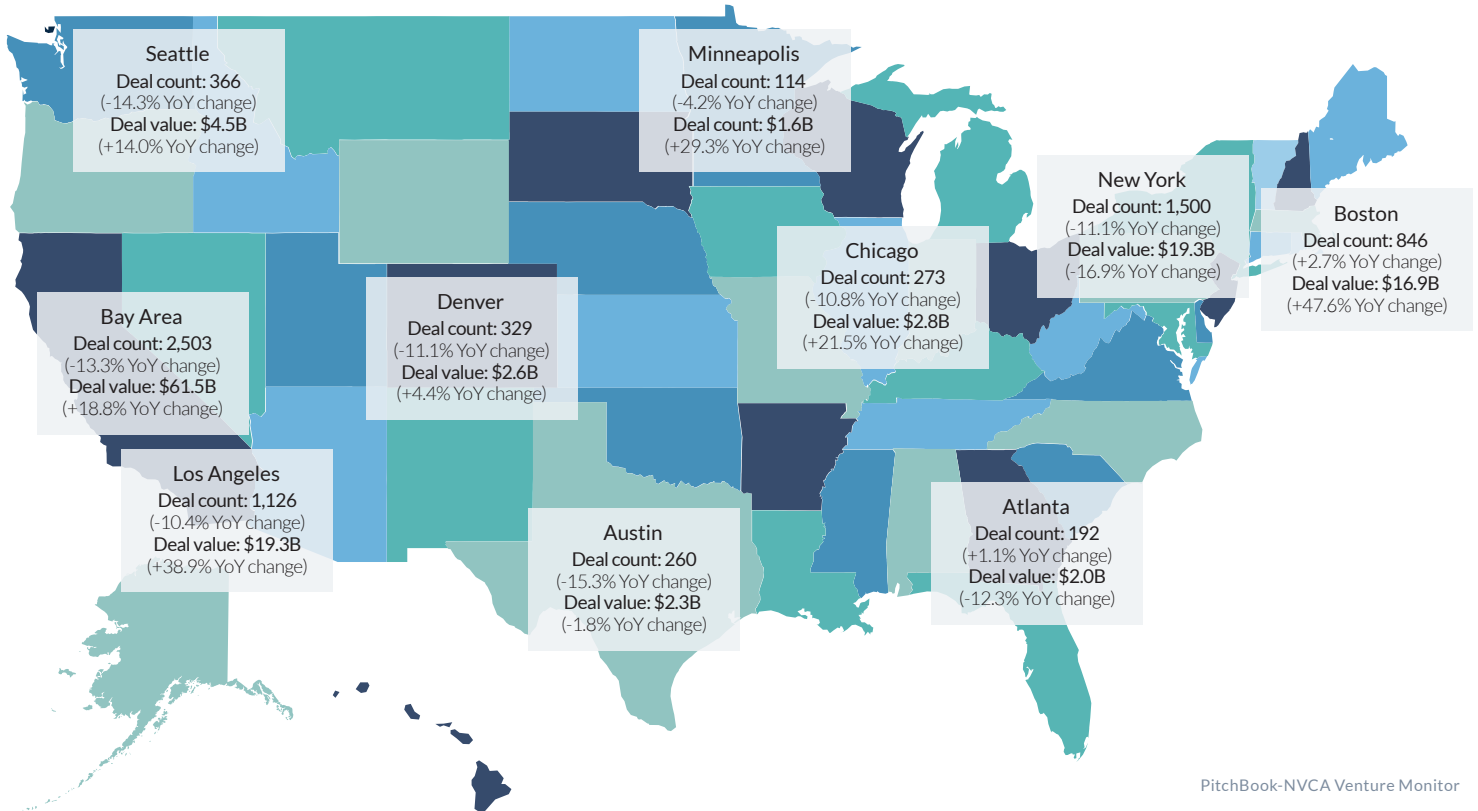 Seattle
Deal count: 366
(-14.3% YoY change)
Deal value: $4.5B
(+14.0% YoY change)
Minneapolis
Deal count: 114
(-4.2% YoY change)
Deal count: $1.6B
(+29.3% YoY change)
New York
Deal count: 1,500
(-11.1% YoY change)
Deal value: $19.3B
(-16.9% YoY change)
Boston
Deal count: 846
(+2.7% YoY change)
Deal value: $16.9B
(+47.6% YoY change)
Chicago
Deal count: 273
(-10.8% YoY change)
Deal value: $2.8B
(+21.5% YoY change)
Denver
Deal count: 329
(-11.1% YoY change)
Deal value: $2.6B
(+4.4% YoY change)
Bay Area
Deal count: 2,503
(-13.3% YoY change)
Deal value: $61.5B
(+18.8% YoY change)
Los Angeles
Deal count: 1,126
(-10.4% YoY change)
Deal value: $19.3B
(+38.9% YoY change)
Austin
Deal count: 260
(-15.3% YoY change)
Deal value: $2.3B
(-1.8% YoY change)
Atlanta
Deal count: 192
(+1.1% YoY change)
Deal value: $2.0B
(-12.3% YoY change)
PitchBook-NVCA Venture Monitor